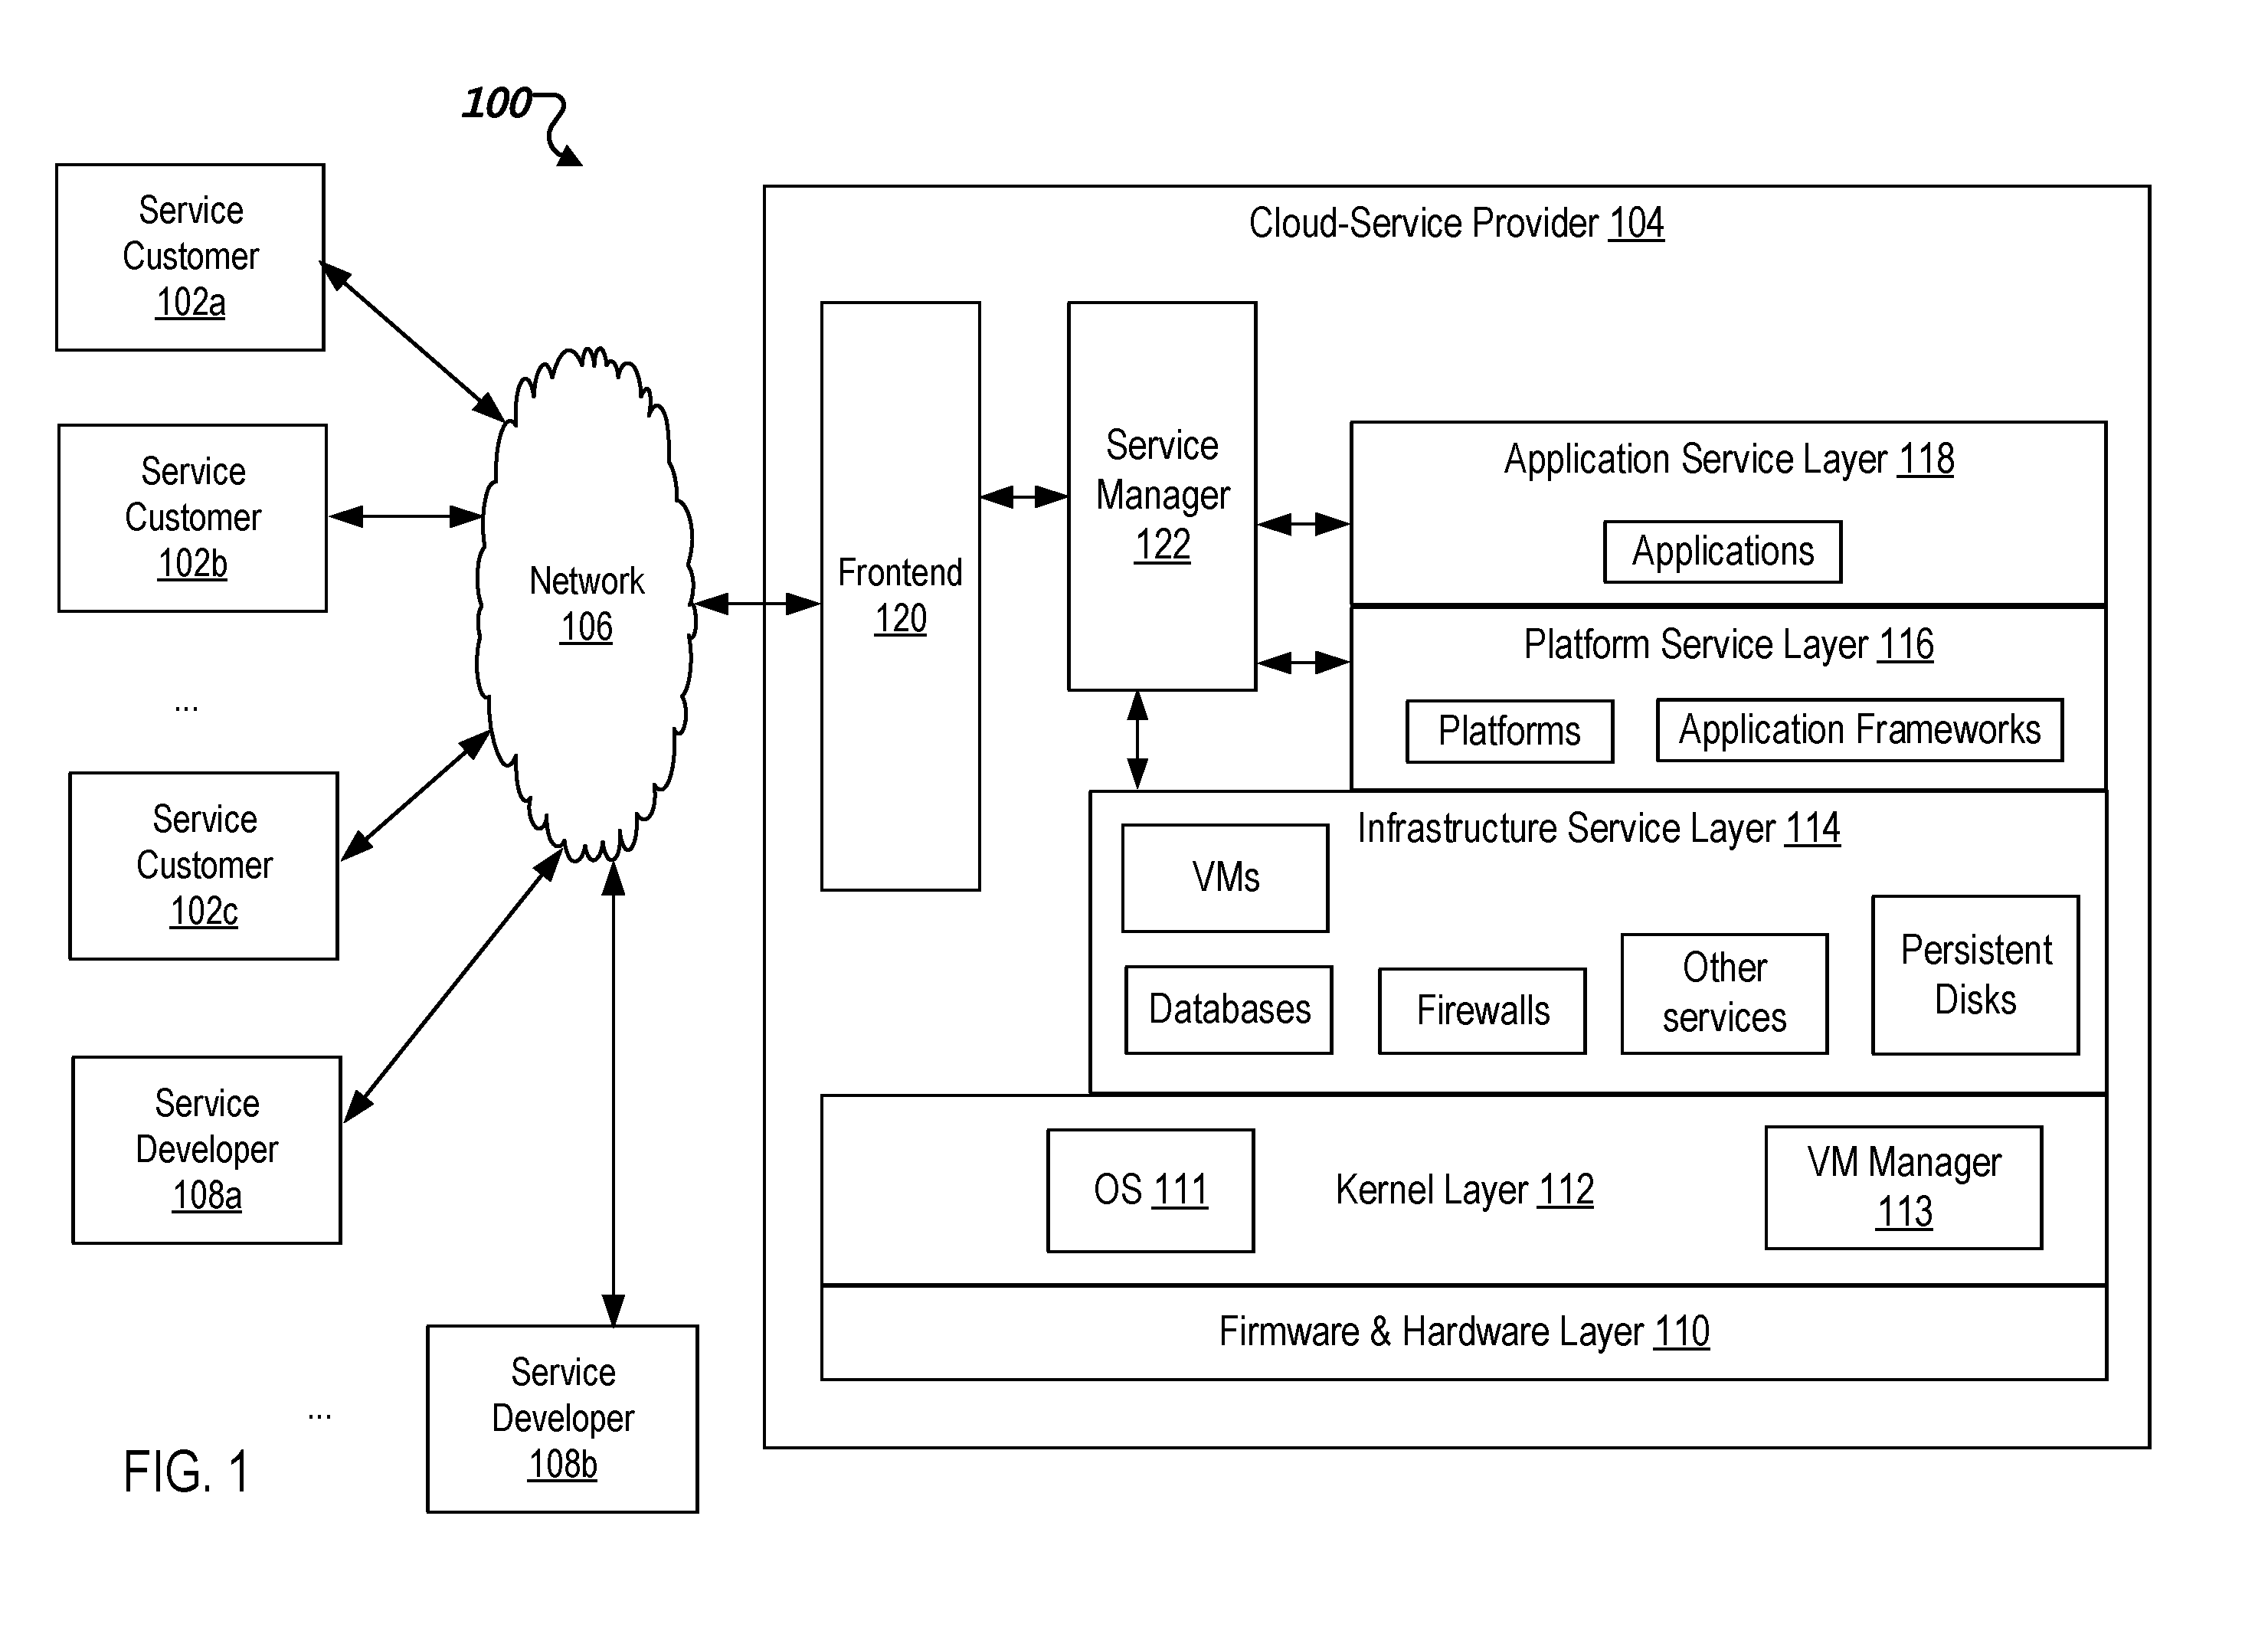 100
Service
Customer
102a
Service
Customer
102b
...
Service
Customer
102c
Service
Developer
108a
...
Service
Developer
108b
Network
106
Cloud-Service Provider 104
Frontend
120
Service
Manager
122
Application Service Layer 118
Applications
Platform Service Layer 116
Platforms
Application Frameworks
Infrastructure Service Layer 114
VMs
Databases
Firewalls
Other
services
Persistent
Disks
OS 111
Kernel Layer 112
VM Manager
113
Firmware & Hardware Layer 110
FIG. 1